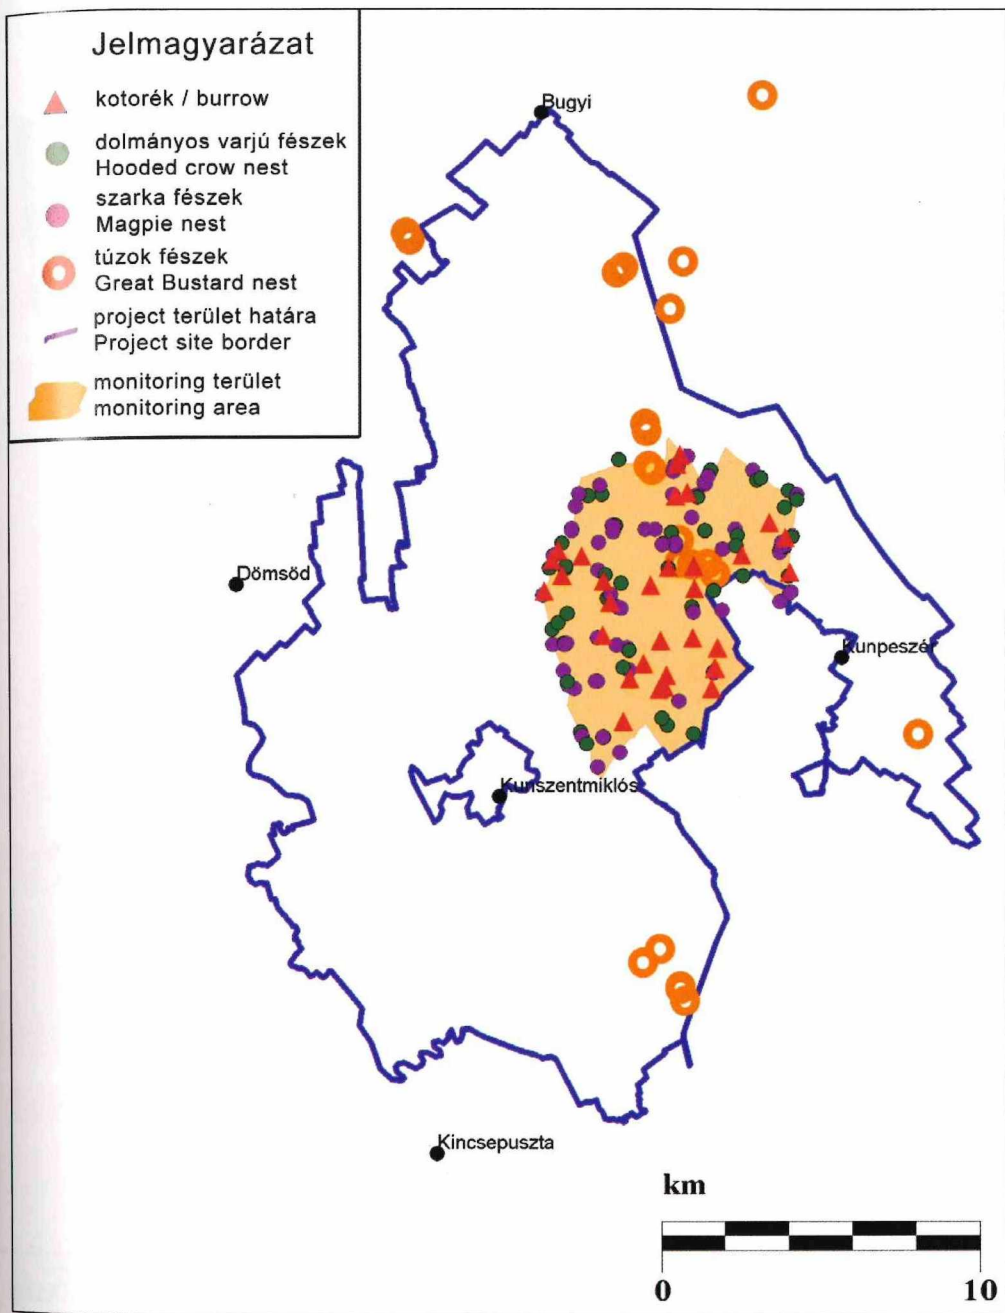 Jelmagyarázat
kotorék / burrow
dolmányos varjú fészek
Hooded crow nest
szarka fészek
Magpie nest
túzok fészek
Great Bustard nest
project terület határa
Project site border
monitoring terület
monitoring area
Bugyi
Dömsöd
Kunpeszér
Kunszentmiklós
Kincsepuszta
km
0 10